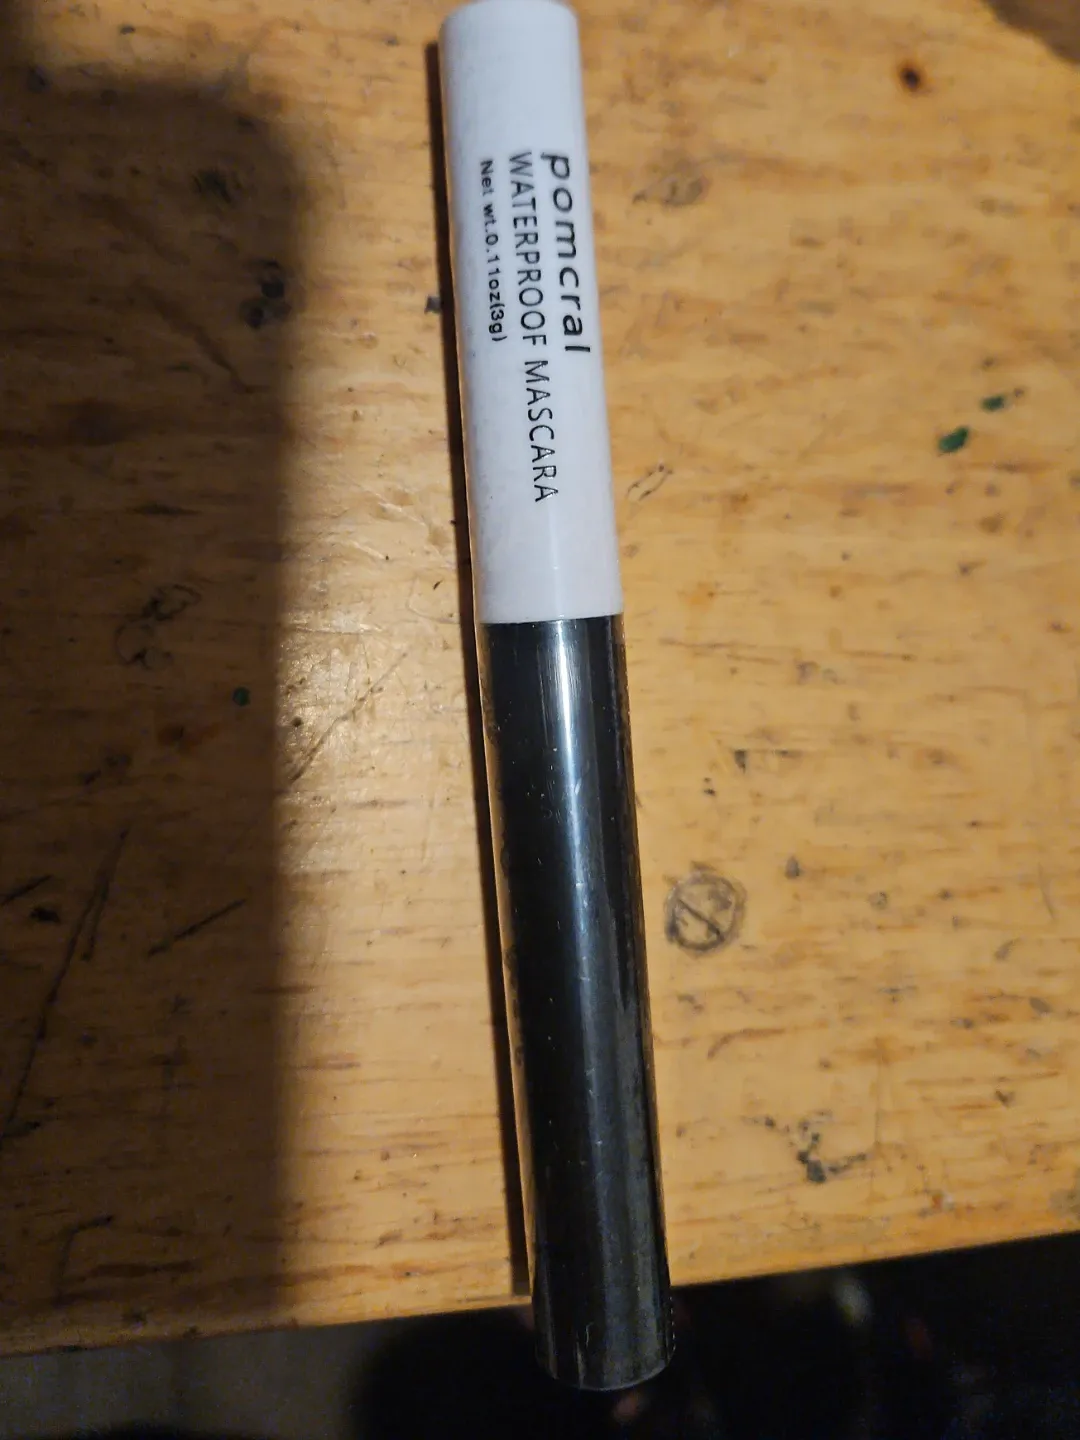 pomcral
WATERPROOF MASCARA
Net wt.0.11oz(3g)